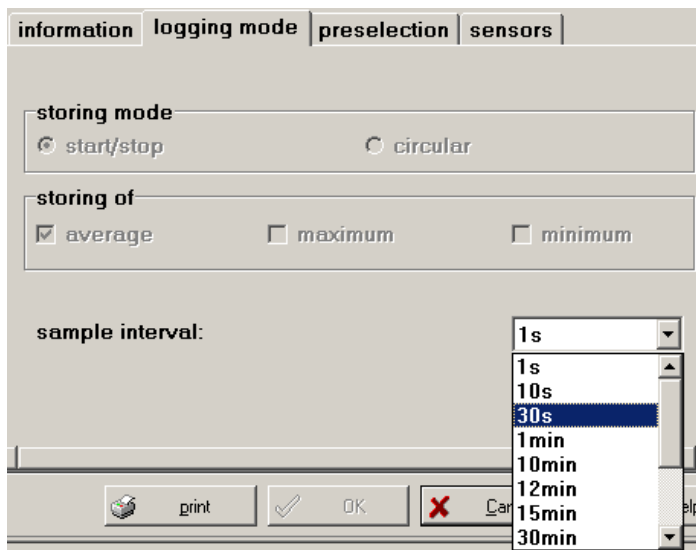 information logging mode preselection sensors
storing mode
start/stop circular
storing of
average maximum minimum
sample interval: 1s
1s
10s
30s
1min
10min
12min
15min
30min
print OK